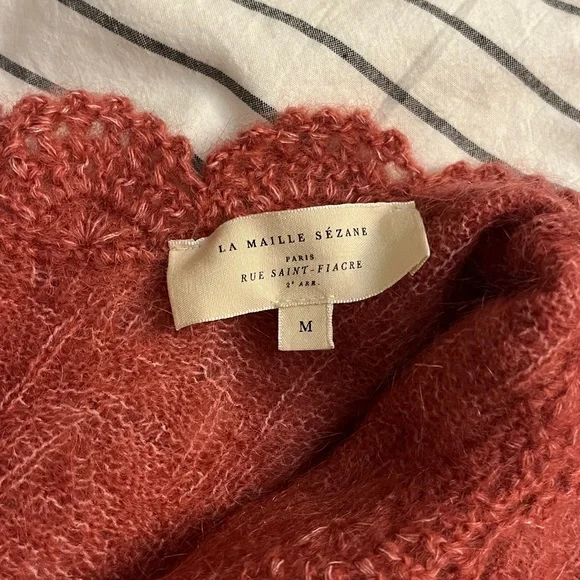 LA MAILLE SÉZANE
PARIS
RUE SAINT-FIACRE
2ᵉ ARR.
M